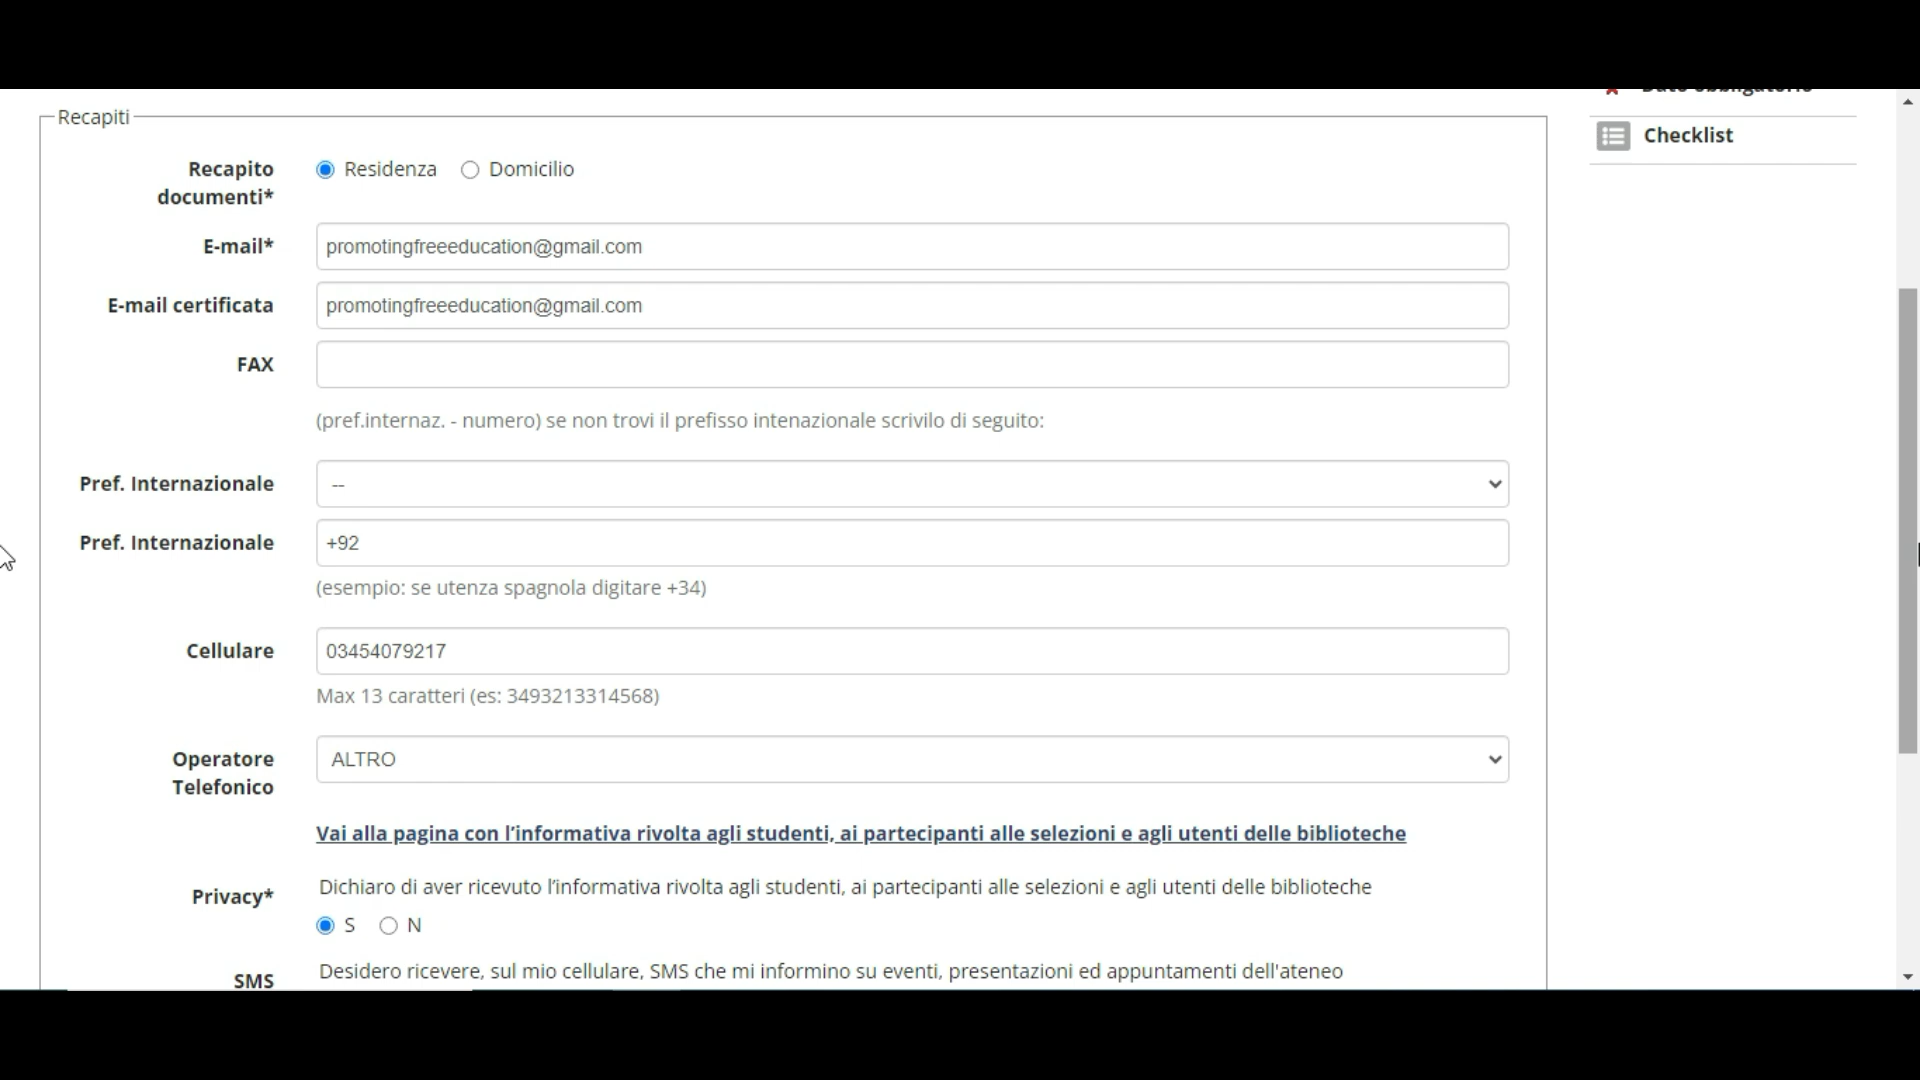 Dato obbligatorio
Checklist
Recapiti
Recapito documenti*
Residenza
Domicilio
E-mail*
promotingfreeeducation@gmail.com
E-mail certificata
promotingfreeeducation@gmail.com
FAX
(pref.internaz. - numero) se non trovi il prefisso intenazionale scrivilo di seguito:
Pref. Internazionale
--
Pref. Internazionale
+92
(esempio: se utenza spagnola digitare +34)
Cellulare
03454079217
Max 13 caratteri (es: 3493213314568)
Operatore Telefonico
ALTRO
Vai alla pagina con l’informativa rivolta agli studenti, ai partecipanti alle selezioni e agli utenti delle biblioteche
Privacy*
Dichiaro di aver ricevuto l’informativa rivolta agli studenti, ai partecipanti alle selezioni e agli utenti delle biblioteche
S
N
SMS
Desidero ricevere, sul mio cellulare, SMS che mi informino su eventi, presentazioni ed appuntamenti dell'ateneo